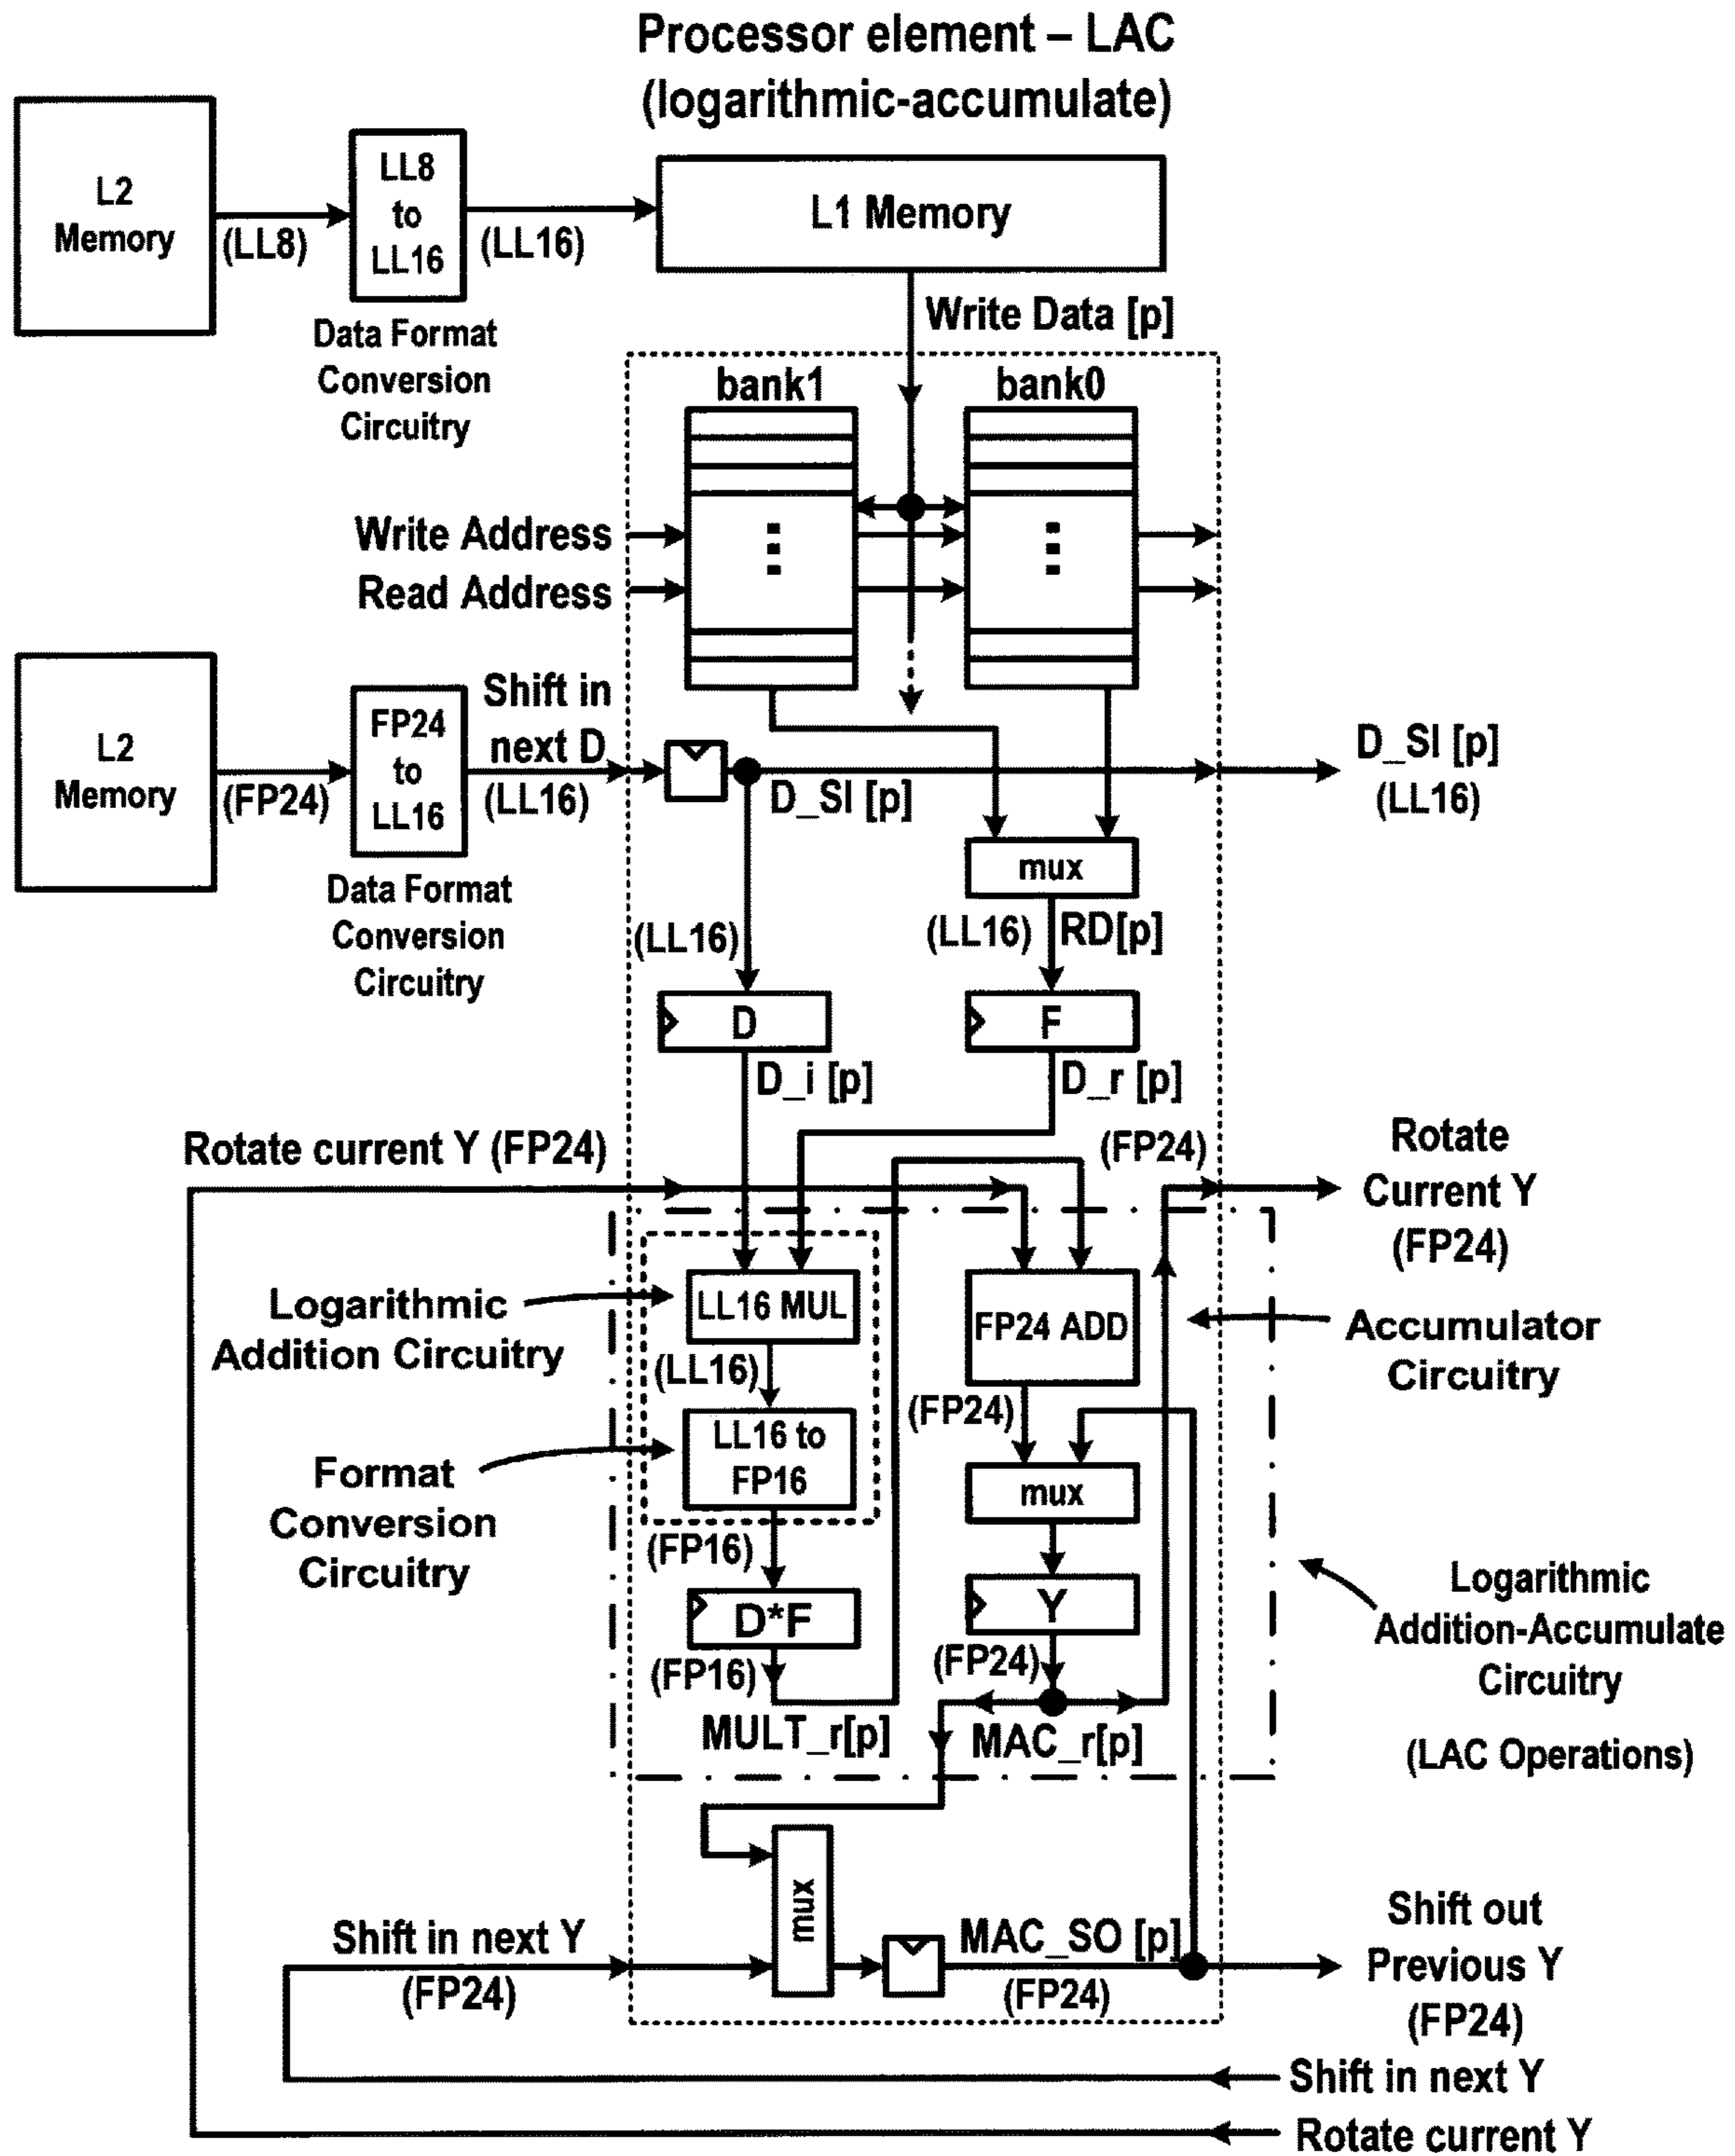 Processor element – LAC
(logarithmic-accumulate)
L2
Memory
(LL8)
LL8
to
LL16
(LL16)
L1 Memory
Data Format
Conversion
Circuitry
Write Data [p]
bank1
bank0
Write Address
Read Address
L2
Memory
(FP24)
FP24
to
LL16
Shift in
next D
(LL16)
D_SI [p]
D_SI [p]
(LL16)
Data Format
Conversion
Circuitry
mux
(LL16)
(LL16)
RD[p]
D
F
D_i [p]
D_r [p]
Rotate current Y (FP24)
(FP24)
Rotate
Current Y
(FP24)
Logarithmic
Addition Circuitry
LL16 MUL
FP24 ADD
Accumulator
Circuitry
(LL16)
(FP24)
Format
Conversion
Circuitry
LL16 to
FP16
mux
(FP16)
D*F
Y
(FP16)
(FP24)
MULT_r[p]
MAC_r[p]
Logarithmic
Addition-Accumulate
Circuitry
(LAC Operations)
mux
Shift in next Y
(FP24)
MAC_SO [p]
(FP24)
Shift out
Previous Y
(FP24)
Shift in next Y
Rotate current Y